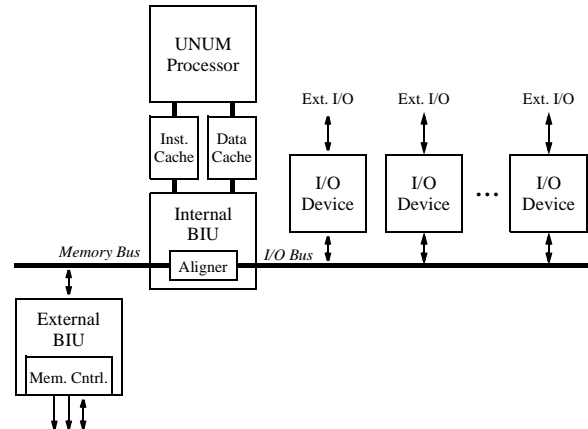 UNUM
Processor
Ext. I/O
Ext. I/O
Ext. I/O
Inst.
Cache
Data
Cache
I/O
Device
I/O
Device
...
I/O
Device
Internal
BIU
Memory Bus
Aligner
I/O Bus
External
BIU
Mem. Cntrl.